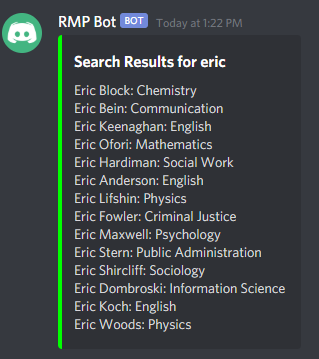 RMP Bot BOT Today at 1:22 PM
Search Results for eric
Eric Block: Chemistry
Eric Bein: Communication
Eric Keenaghan: English
Eric Ofori: Mathematics
Eric Hardiman: Social Work
Eric Anderson: English
Eric Lifshin: Physics
Eric Fowler: Criminal Justice
Eric Maxwell: Psychology
Eric Stern: Public Administration
Eric Shircliff: Sociology
Eric Dombroski: Information Science
Eric Koch: English
Eric Woods: Physics